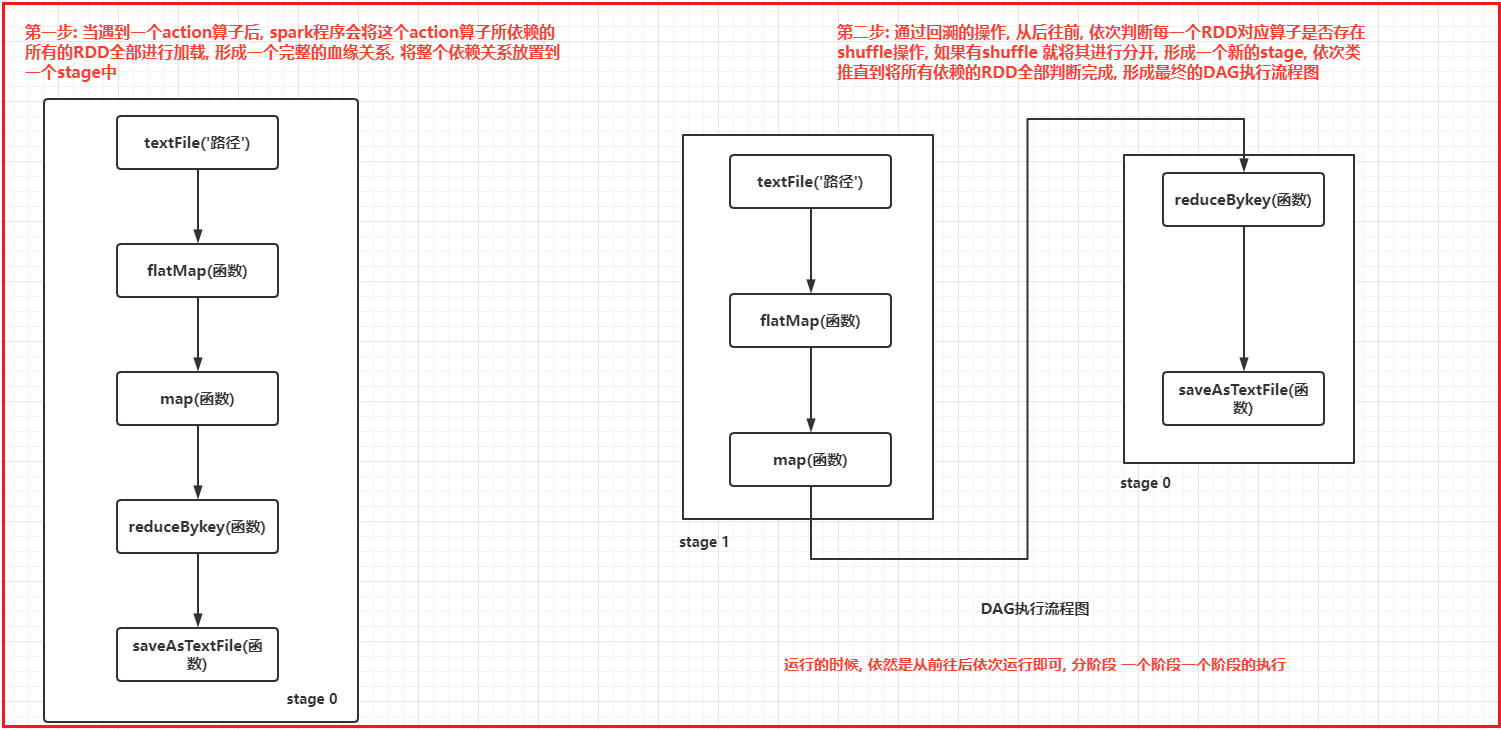 第一步: 当遇到一个action算子后, spark程序会将这个action算子所依赖的
所有的RDD全部进行加载, 形成一个完整的血缘关系, 将整个依赖关系放置到
一个stage中
textFile('路径')
flatMap(函数)
map(函数)
reduceBykey(函数)
saveAsTextFile(函
数)
stage 0
第二步: 通过回溯的操作, 从后往前, 依次判断每一个RDD对应算子是否存在
shuffle操作, 如果有shuffle 就将其进行分开, 形成一个新的stage, 依次类
推直到将所有依赖的RDD全部判断完成, 形成最终的DAG执行流程图
textFile('路径')
flatMap(函数)
map(函数)
stage 1
reduceBykey(函数)
saveAsTextFile(函
数)
stage 0
DAG执行流程图
运行的时候, 依然是从前往后依次运行即可, 分阶段 一个阶段一个阶段的执行